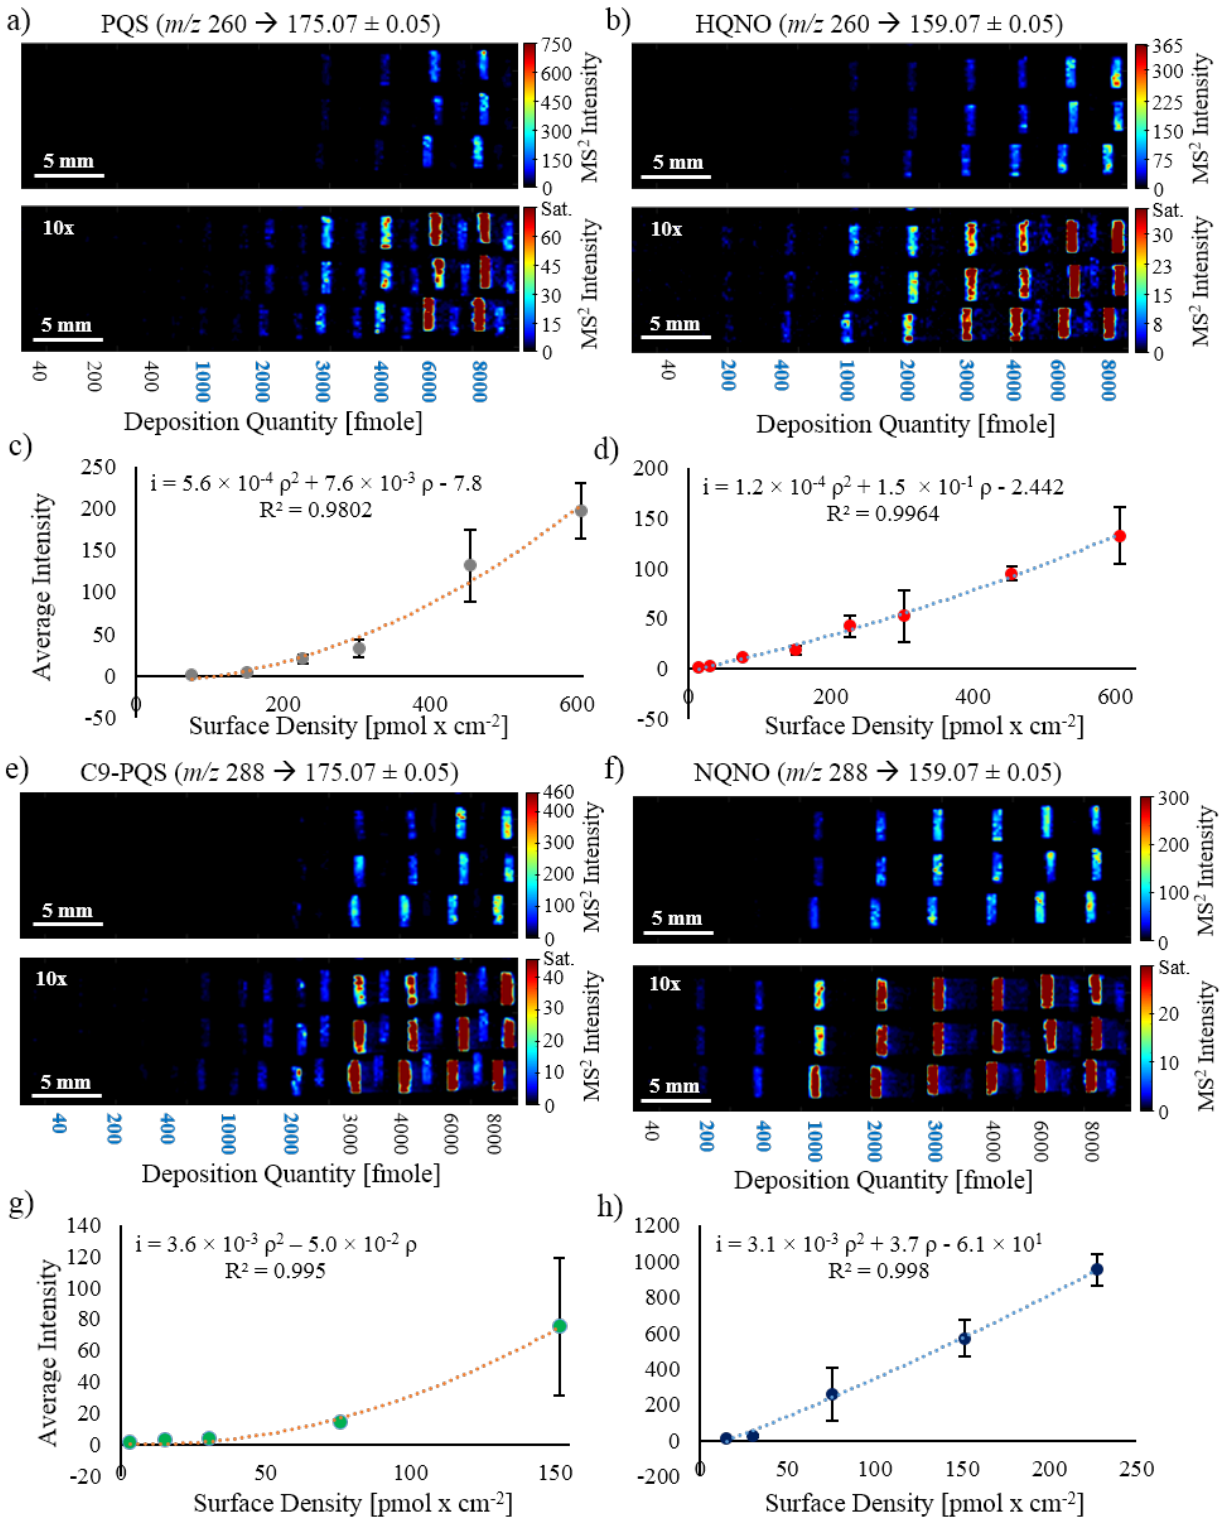 a) PQS (m/z 260 → 175.07 ± 0.05)
750
600
450
300
150
0
MS² Intensity
5 mm
10x
Sat.
60
45
30
15
0
MS² Intensity
5 mm
40 200 400 1000 2000 3000 4000 6000 8000
Deposition Quantity [fmole]
b) HQNO (m/z 260 → 159.07 ± 0.05)
365
300
225
150
75
0
MS² Intensity
5 mm
10x
Sat.
30
23
15
8
0
MS² Intensity
5 mm
40 200 400 1000 2000 3000 4000 6000 8000
Deposition Quantity [fmole]
c)
i = 5.6 × 10⁻⁴ ρ² + 7.6 × 10⁻³ ρ - 7.8
R² = 0.9802
250
200
150
100
50
0
-50
Average Intensity
0 200 400 600
Surface Density [pmol x cm⁻²]
d)
i = 1.2 × 10⁻⁴ ρ² + 1.5 × 10⁻¹ ρ - 2.442
R² = 0.9964
200
150
100
50
0
-50
0 200 400 600
Surface Density [pmol x cm⁻²]
e) C9-PQS (m/z 288 → 175.07 ± 0.05)
460
400
300
200
100
0
MS² Intensity
5 mm
10x
Sat.
40
30
20
10
0
MS² Intensity
5 mm
40 200 400 1000 2000 3000 4000 6000 8000
Deposition Quantity [fmole]
f) NQNO (m/z 288 → 159.07 ± 0.05)
300
200
100
0
MS² Intensity
5 mm
10x
Sat.
20
10
0
MS² Intensity
5 mm
40 200 400 1000 2000 3000 4000 6000 8000
Deposition Quantity [fmole]
g)
i = 3.6 × 10⁻³ ρ² – 5.0 × 10⁻² ρ
R² = 0.995
140
120
100
80
60
40
20
0
-20
Average Intensity
0 50 100 150
Surface Density [pmol x cm⁻²]
h)
i = 3.1 × 10⁻³ ρ² + 3.7 ρ - 6.1 × 10¹
R² = 0.998
1200
1000
800
600
400
200
0
-200
0 50 100 150 200 250
Surface Density [pmol x cm⁻²]